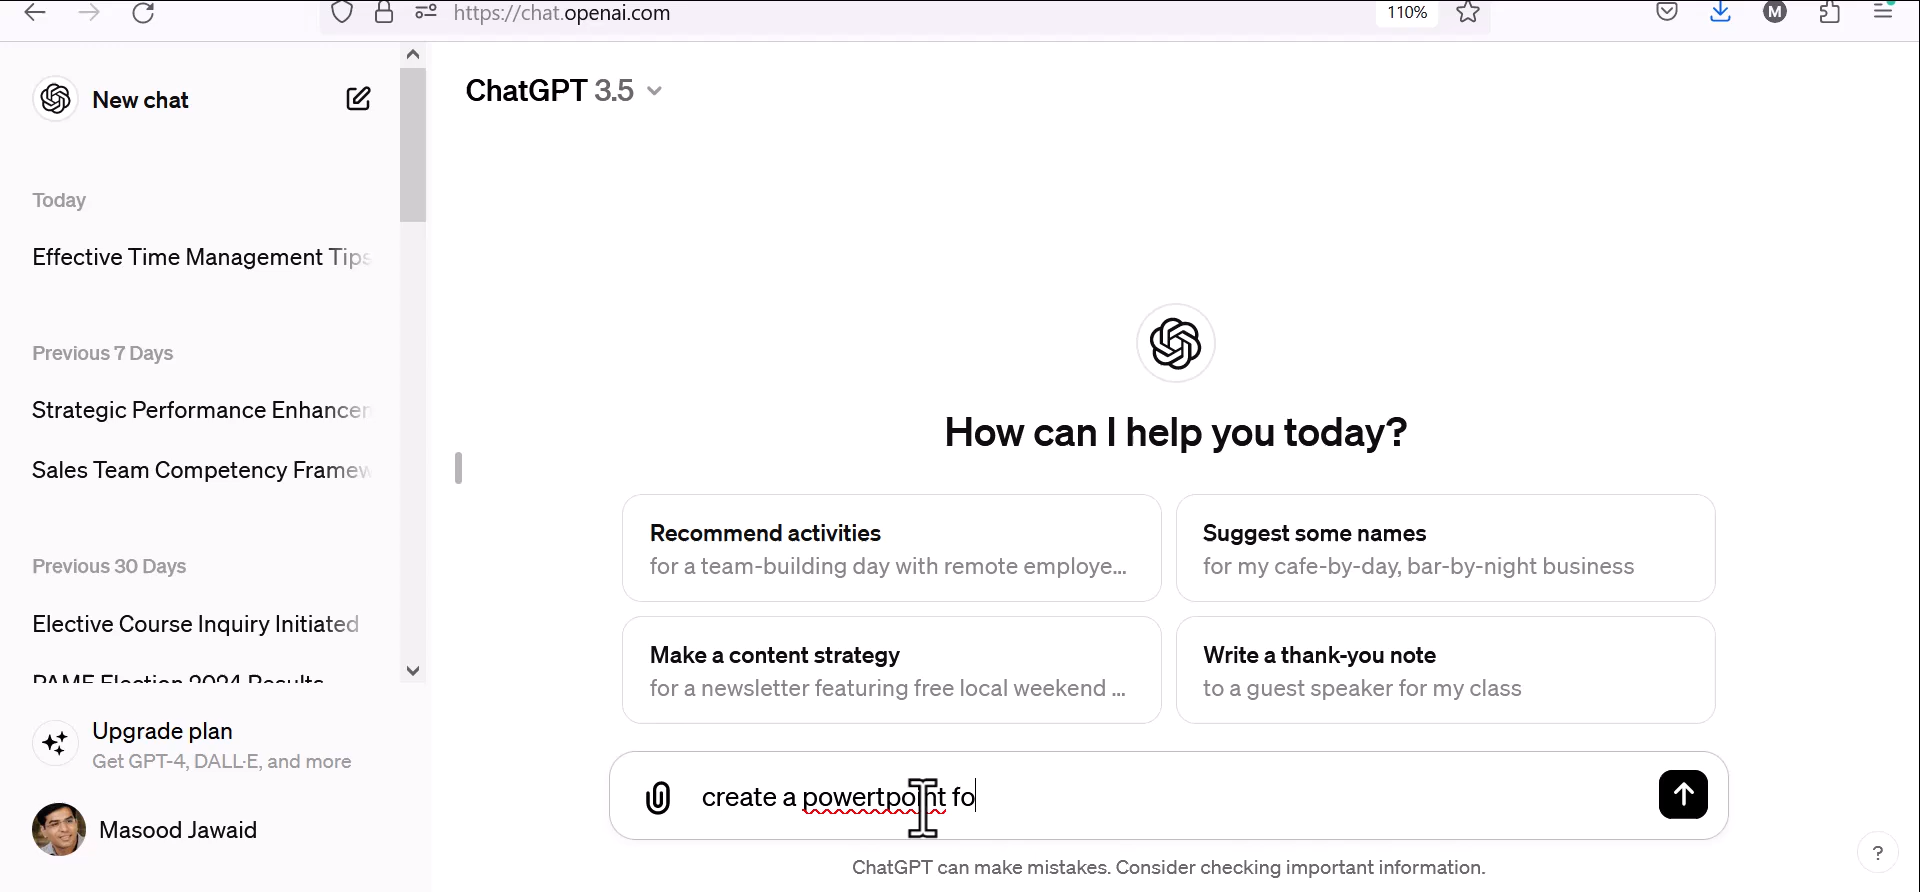 https://chat.openai.com
110%
M
New chat
ChatGPT 3.5
Today
Effective Time Management Tips
Previous 7 Days
Strategic Performance Enhancem
Sales Team Competency Framew
Previous 30 Days
Elective Course Inquiry Initiated
PAME Election 2024 Results
Upgrade plan
Get GPT-4, DALL·E, and more
Masood Jawaid
How can I help you today?
Recommend activities
for a team-building day with remote employe...
Suggest some names
for my cafe-by-day, bar-by-night business
Make a content strategy
for a newsletter featuring free local weekend ...
Write a thank-you note
to a guest speaker for my class
create a powertpoint fo
ChatGPT can make mistakes. Consider checking important information.
?